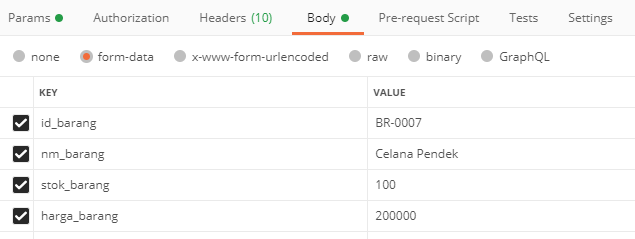 Params Authorization Headers (10) Body Pre-request Script Tests Settings
none form-data x-www-form-urlencoded raw binary GraphQL
KEY VALUE
id_barang BR-0007
nm_barang Celana Pendek
stok_barang 100
harga_barang 200000